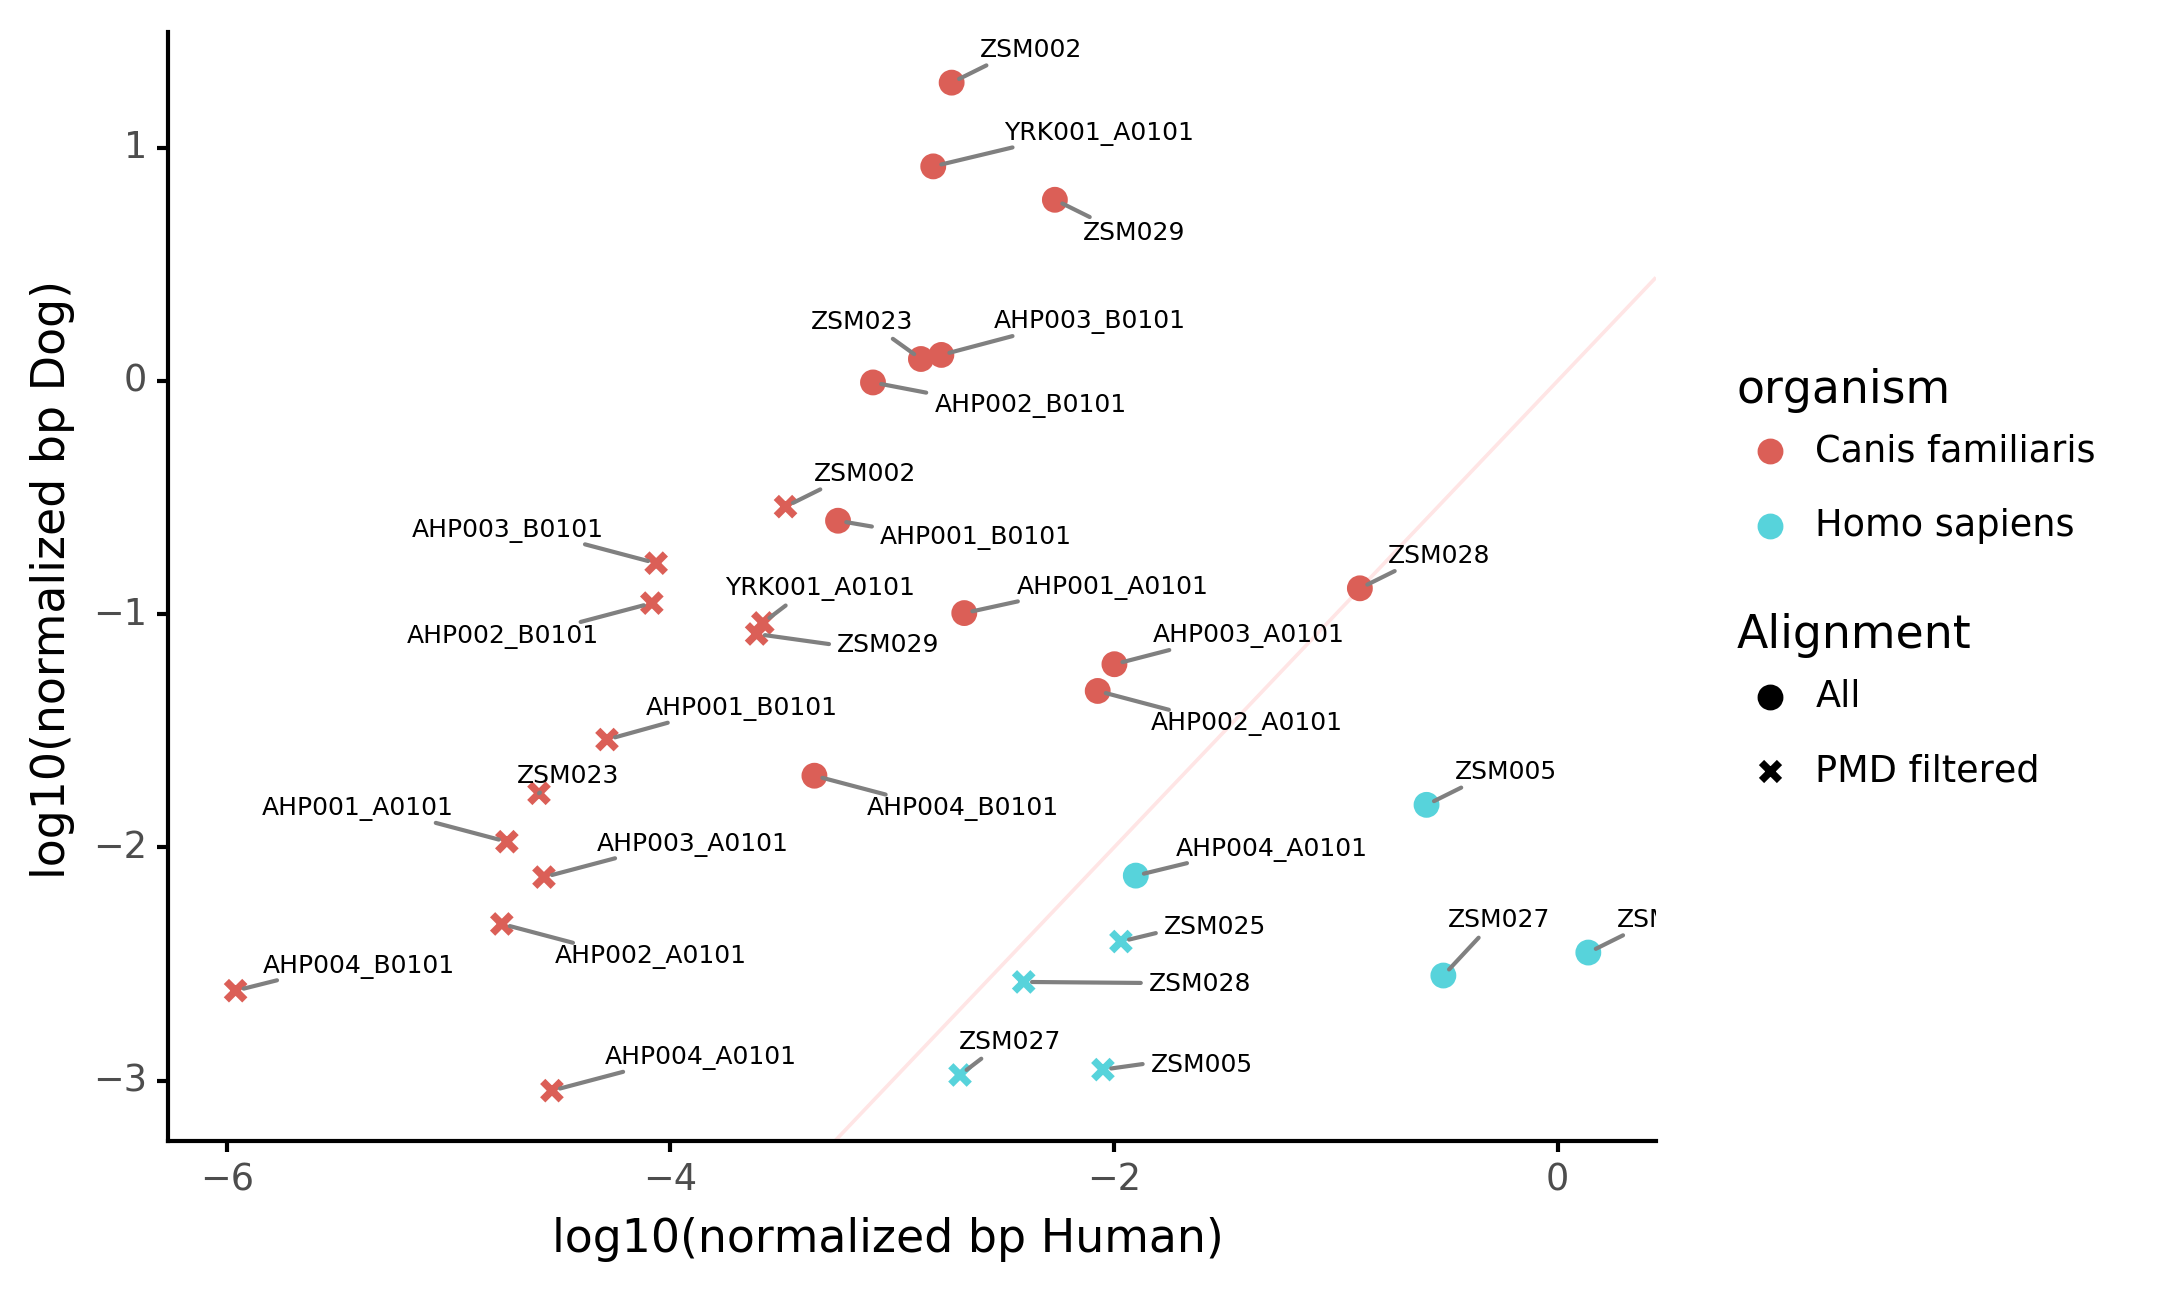 ZSM002
YRK001_A0101
1
ZSM029
ZSM023
AHP003_B0101
0
AHP002_B0101
organism
Canis familiaris
Homo sapiens
Alignment
All
PMD filtered
ZSM002
AHP003_B0101
AHP001_B0101
ZSM028
YRK001_A0101
AHP001_A0101
−1
AHP002_B0101
ZSM029
AHP003_A0101
AHP001_B0101
AHP002_A0101
ZSM023
ZSM005
AHP001_A0101
AHP004_B0101
−2
AHP003_A0101
AHP004_A0101
ZSM027
ZSM025
AHP002_A0101
AHP004_B0101
ZSM028
ZSM027
AHP004_A0101
ZSM005
−3
−6
−4
−2
0
log10(normalized bp Human)
log10(normalized bp Dog)